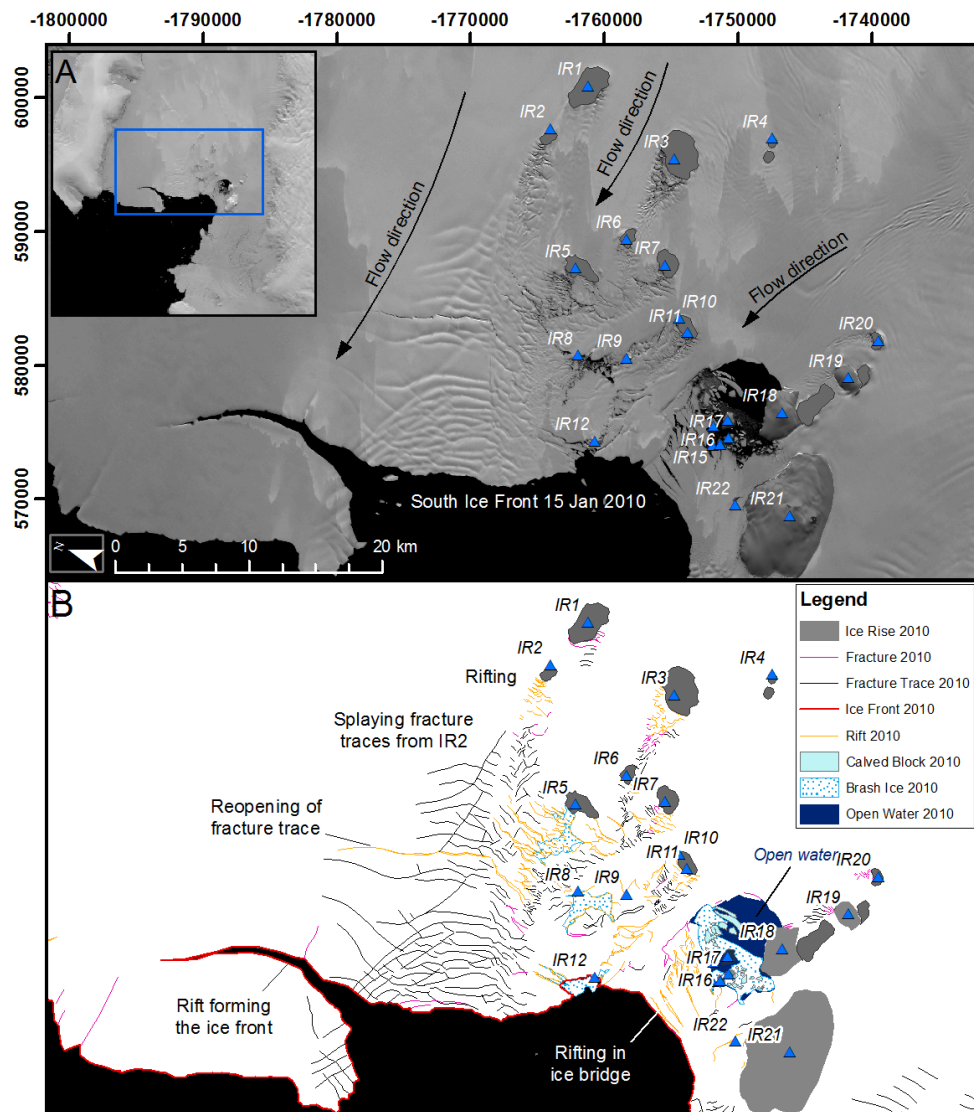 -1800000 -1790000 -1780000 -1770000 -1760000 -1750000 -1740000
600000
590000
580000
570000
A
IR1
IR2
IR3
IR4
Flow direction
Flow direction
IR6
IR5
IR7
Flow direction
IR10
IR11
IR8
IR9
IR20
IR19
IR18
IR17
IR16
IR12
IR15
South Ice Front 15 Jan 2010
IR22
IR21
N
0 5 10 20 km
B
IR1
IR2
Rifting
IR3
IR4
Splaying fracture
traces from IR2
IR6
IR5
IR7
Reopening of
fracture trace
IR10
IR11
Open water
IR20
IR8
IR9
IR19
IR18
IR17
IR12
IR16
Rift forming
the ice front
IR22
IR21
Rifting in
ice bridge
Legend
Ice Rise 2010
Fracture 2010
Fracture Trace 2010
Ice Front 2010
Rift 2010
Calved Block 2010
Brash Ice 2010
Open Water 2010